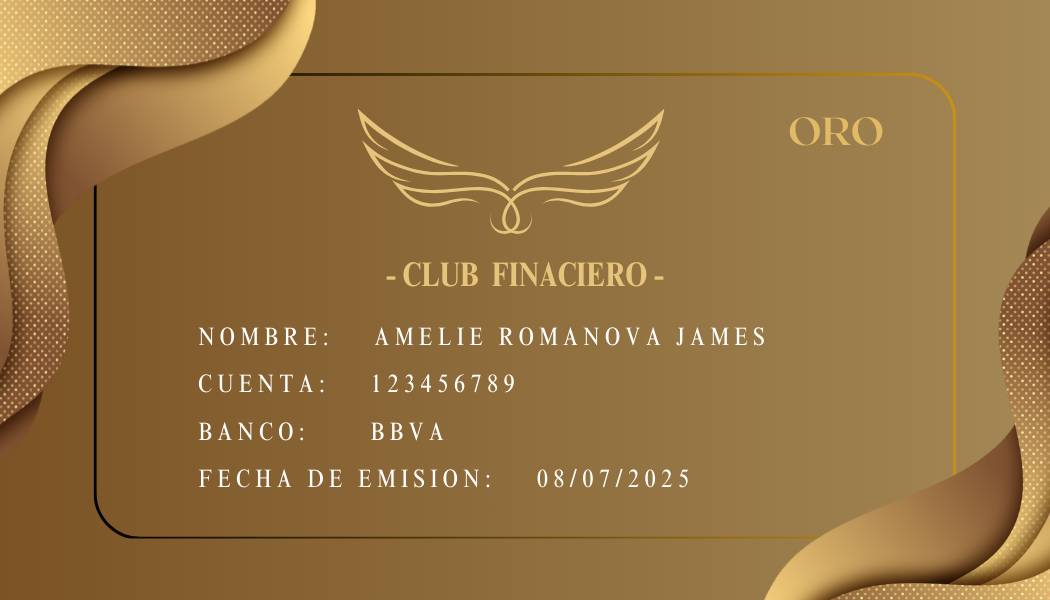 ORO
- CLUB FINACIERO -
NOMBRE: AMELIE ROMANOVA JAMES
CUENTA: 123456789
BANCO: BBVA
FECHA DE EMISION: 08/07/2025